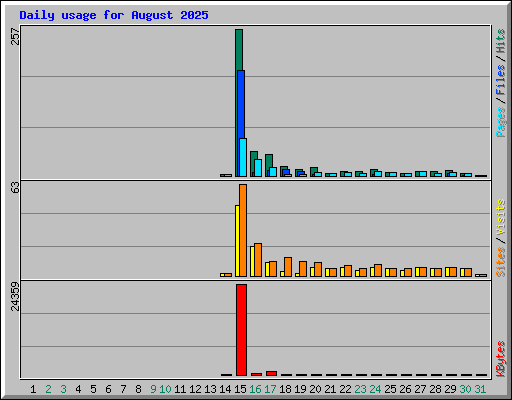 Daily usage for August 2025
257
Pages/Files/Hits
63
Sites/Visits
24359
KBytes
1 2 3 4 5 6 7 8 9 10 11 12 13 14 15 16 17 18 19 20 21 22 23 24 25 26 27 28 29 30 31